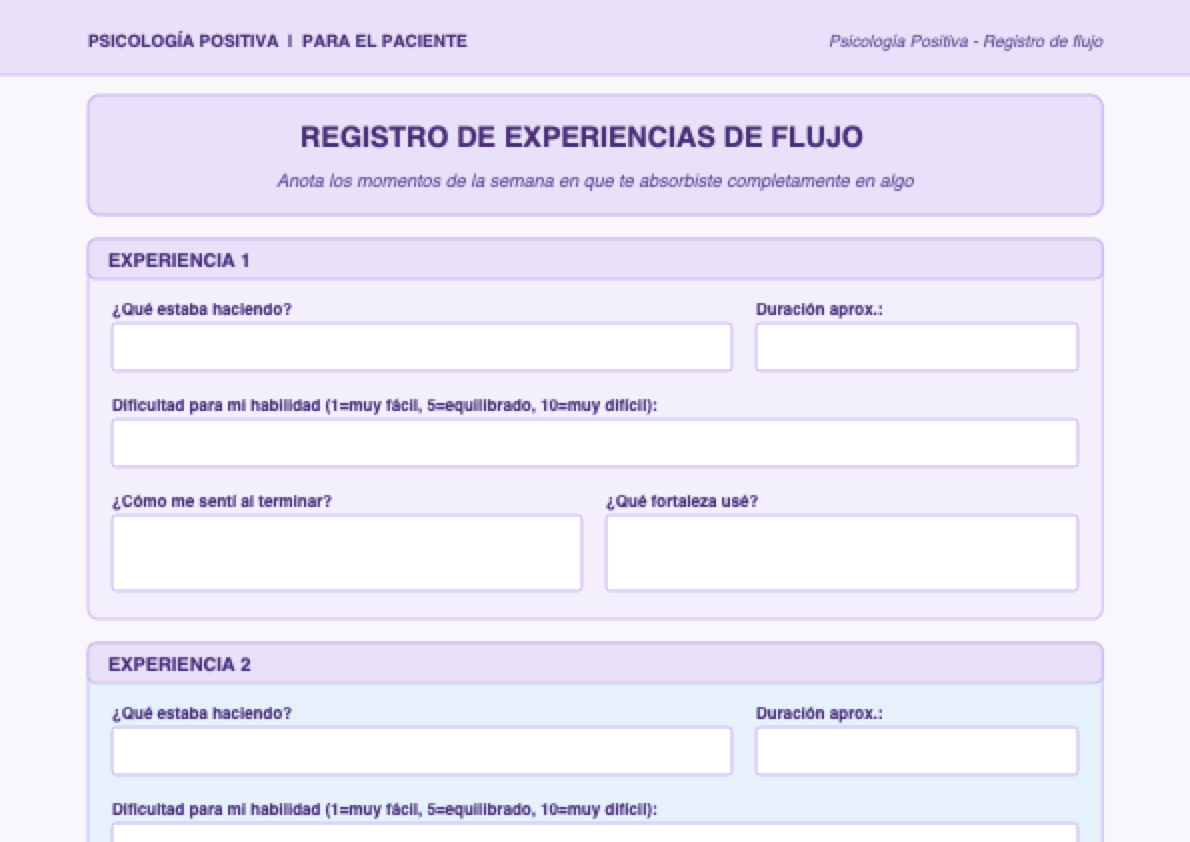 PSICOLOGÍA POSITIVA | PARA EL PACIENTE
Psicología Positiva - Registro de flujo
REGISTRO DE EXPERIENCIAS DE FLUJO
Anota los momentos de la semana en que te absorbiste completamente en algo
EXPERIENCIA 1
¿Qué estaba haciendo?
Duración aprox.:
Dificultad para mi habilidad (1=muy fácil, 5=equilibrado, 10=muy difícil):
¿Cómo me sentí al terminar?
¿Qué fortaleza usé?
EXPERIENCIA 2
¿Qué estaba haciendo?
Duración aprox.:
Dificultad para mi habilidad (1=muy fácil, 5=equilibrado, 10=muy difícil):